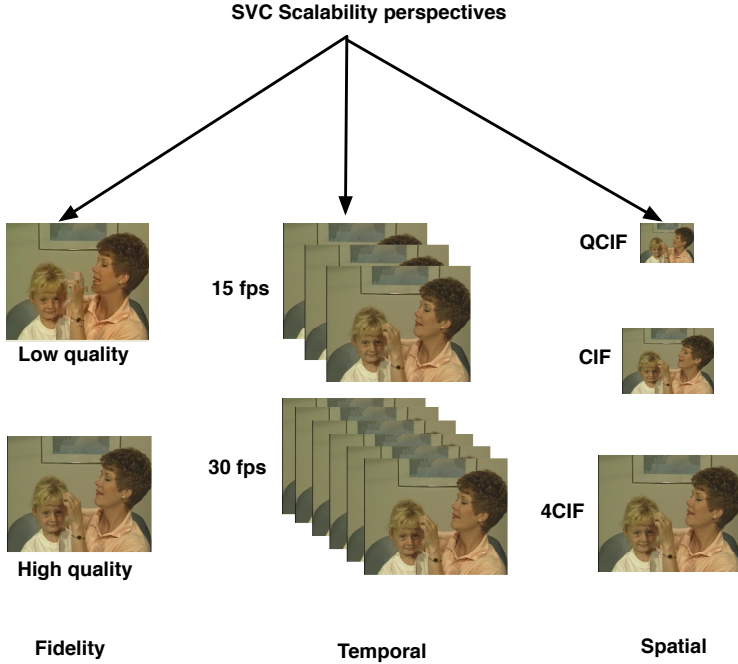 SVC Scalability perspectives
QCIF
15 fps
Low quality
CIF
30 fps
4CIF
High quality
Fidelity
Temporal
Spatial